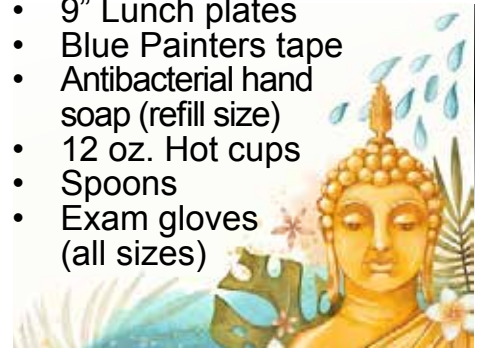 • 9” Lunch plates
• Blue Painters tape
• Antibacterial hand
soap (refill size)
• 12 oz. Hot cups
• Spoons
• Exam gloves
(all sizes)